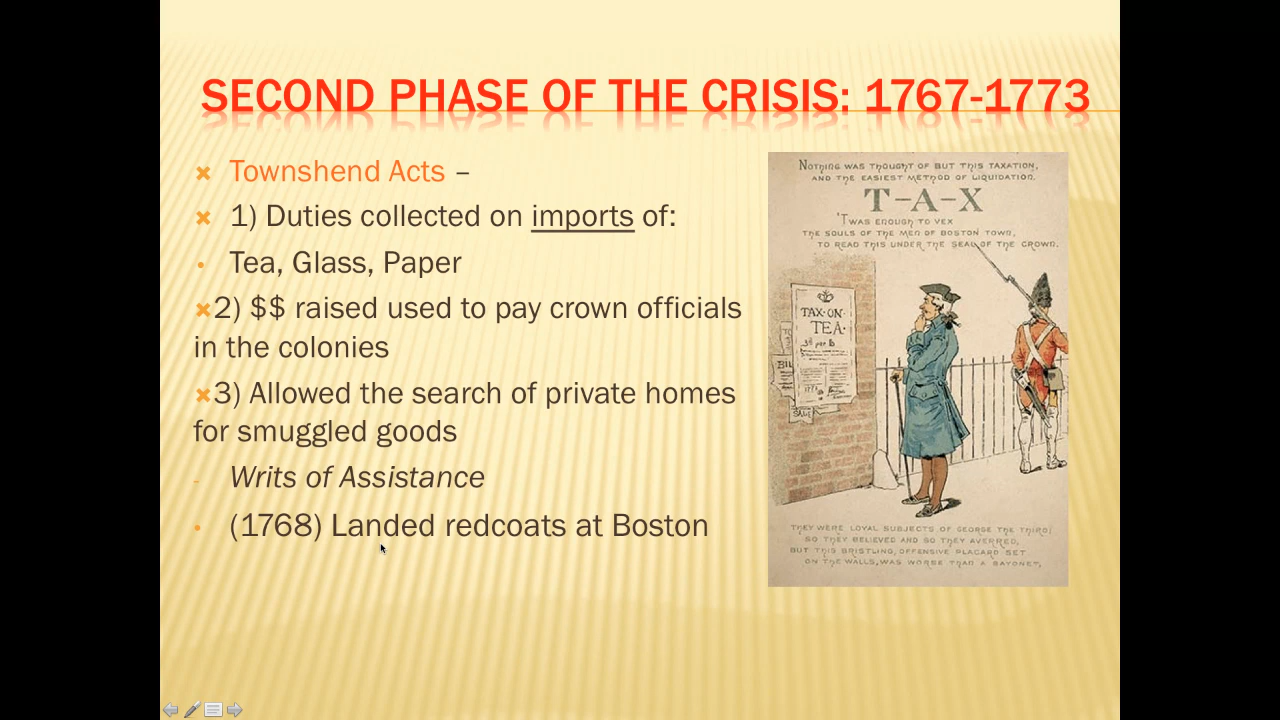 SECOND PHASE OF THE CRISIS: 1767-1773
Townshend Acts –
1) Duties collected on imports of:
Tea, Glass, Paper
2) $$ raised used to pay crown officials
in the colonies
3) Allowed the search of private homes
for smuggled goods
- Writs of Assistance
(1768) Landed redcoats at Boston
NOTHING WAS THOUGHT OF BUT THIS TAXATION,
AND THE EASIEST METHOD OF LIQUIDATION.
T-A-X
'TWAS ENOUGH TO VEX
THE SOULS OF THE MEN OF BOSTON TOWN,
TO READ THIS UNDER THE SEAL OF THE CROWN.
TAX·ON·
TEA·
3d per lb
BIL
THEY WERE LOYAL SUBJECTS OF GEORGE THE THIRD;
SO THEY BELIEVED AND SO THEY AVERRED,
BUT THIS BRISTLING, OFFENSIVE PLACARD SET
ON THE WALLS, WAS WORSE THAN A BAYONET,